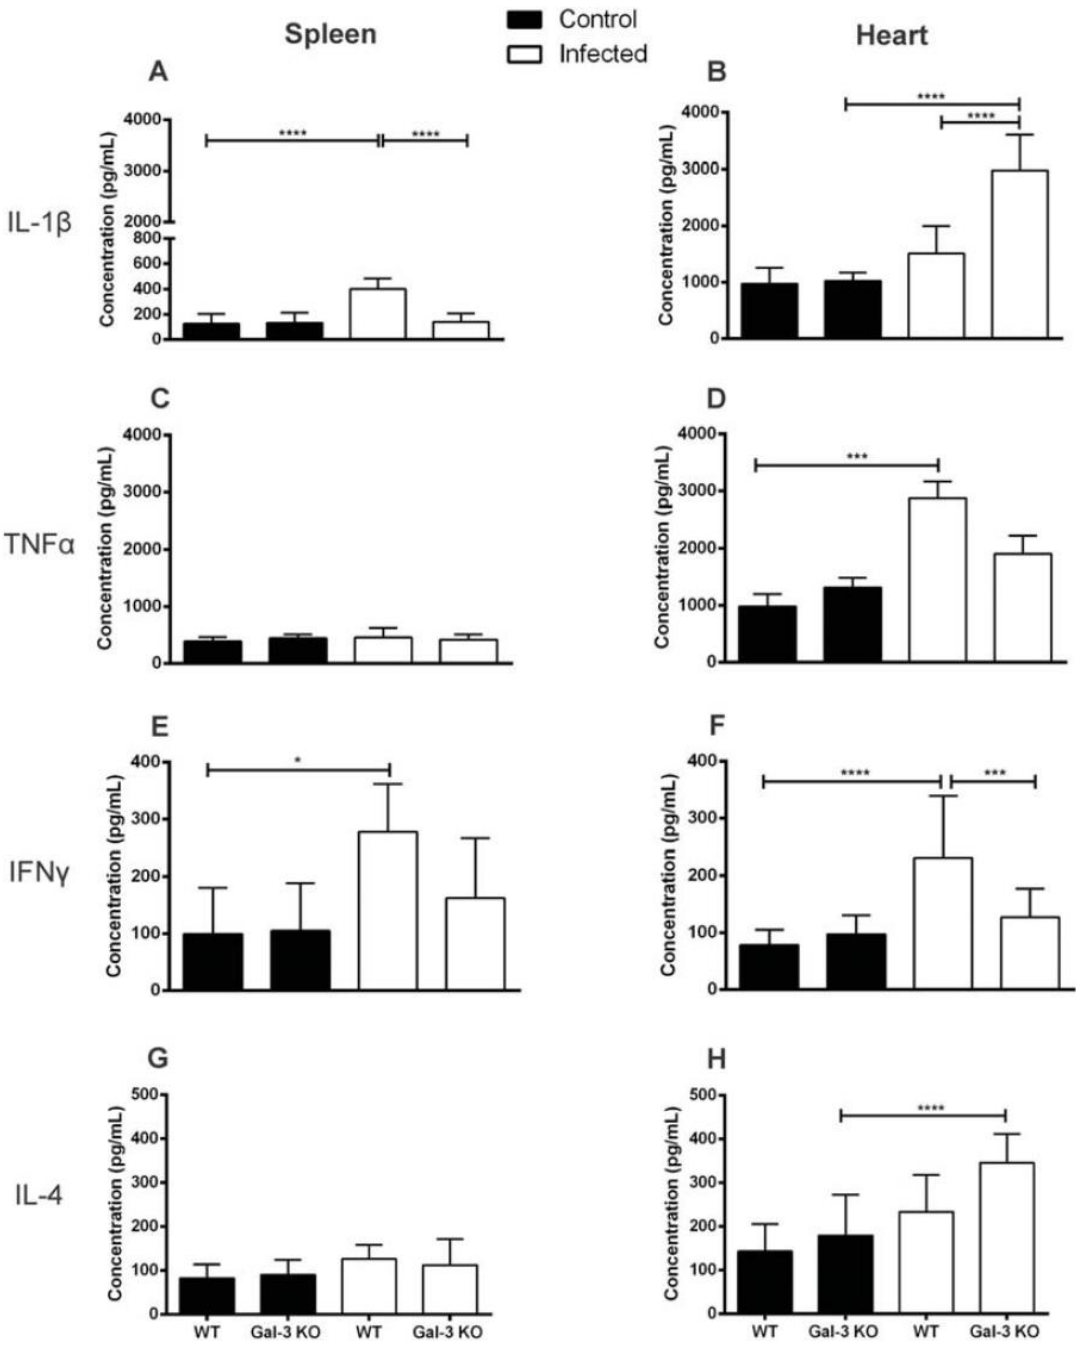 Spleen
Control
Infected
Heart
A
B
IL-1β
Concentration (pg/mL)
4000
3000
2000
800
600
400
200
0
****
****
Concentration (pg/mL)
4000
3000
2000
1000
0
****
****
C
D
TNFα
Concentration (pg/mL)
4000
3000
2000
1000
0
Concentration (pg/mL)
4000
3000
2000
1000
0
***
E
F
IFNγ
Concentration (pg/mL)
400
300
200
100
0
*
Concentration (pg/mL)
400
300
200
100
0
****
***
G
H
IL-4
Concentration (pg/mL)
500
400
300
200
100
0
WT Gal-3 KO WT Gal-3 KO
Concentration (pg/mL)
500
400
300
200
100
0
****
WT Gal-3 KO WT Gal-3 KO